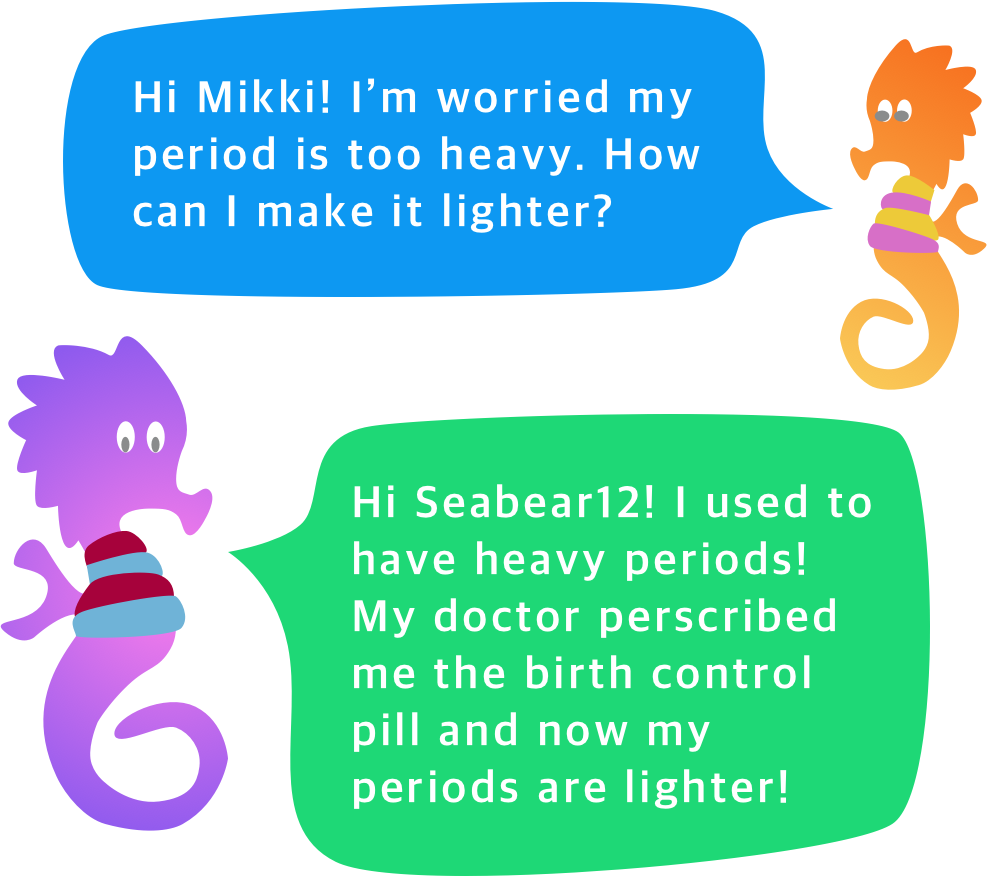 Hi Mikki! I’m worried my
period is too heavy. How
can I make it lighter?
Hi Seabear12! I used to
have heavy periods!
My doctor perscribed
me the birth control
pill and now my
periods are lighter!